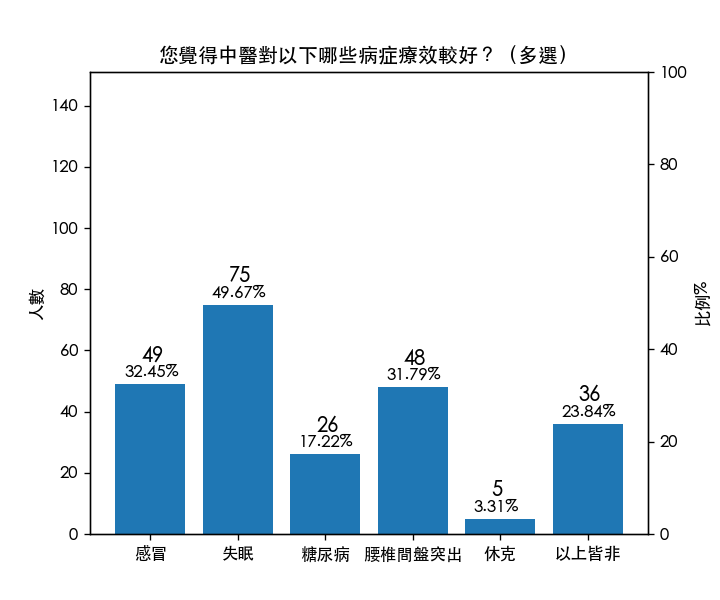 您覺得中醫對以下哪些病症療效較好？（多選）
人數
比例%
140
120
100
80
60
40
20
0
100
80
60
40
20
0
49
32.45%
75
49.67%
26
17.22%
48
31.79%
5
3.31%
36
23.84%
感冒
失眠
糖尿病
腰椎間盤突出
休克
以上皆非